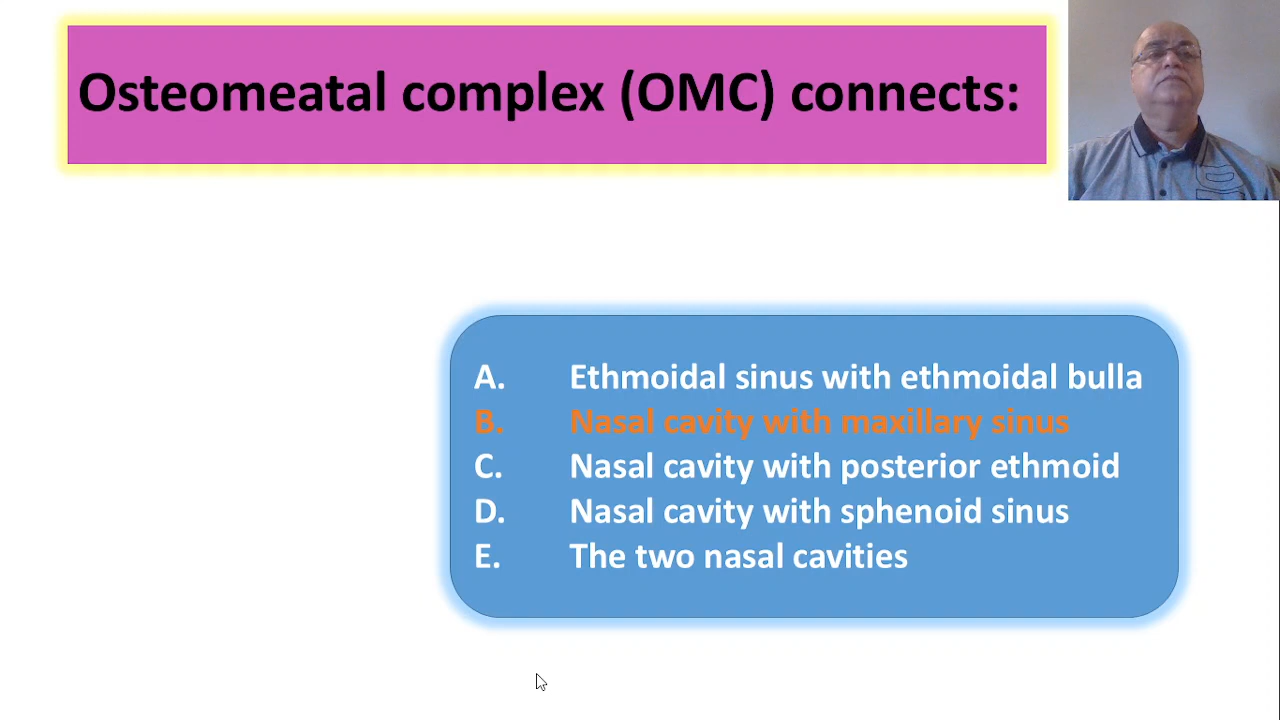 Osteomeatal complex (OMC) connects:
A. Ethmoidal sinus with ethmoidal bulla
B. Nasal cavity with maxillary sinus
C. Nasal cavity with posterior ethmoid
D. Nasal cavity with sphenoid sinus
E. The two nasal cavities